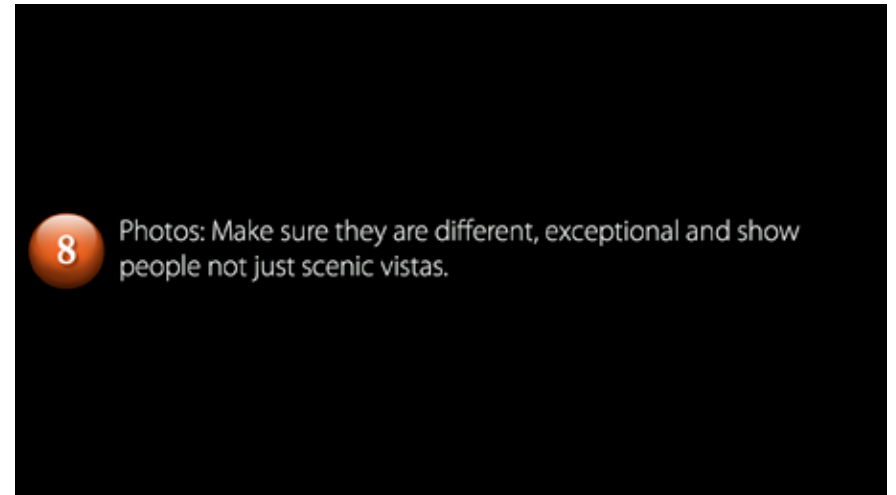 8
Photos: Make sure they are different, exceptional and show
people not just scenic vistas.